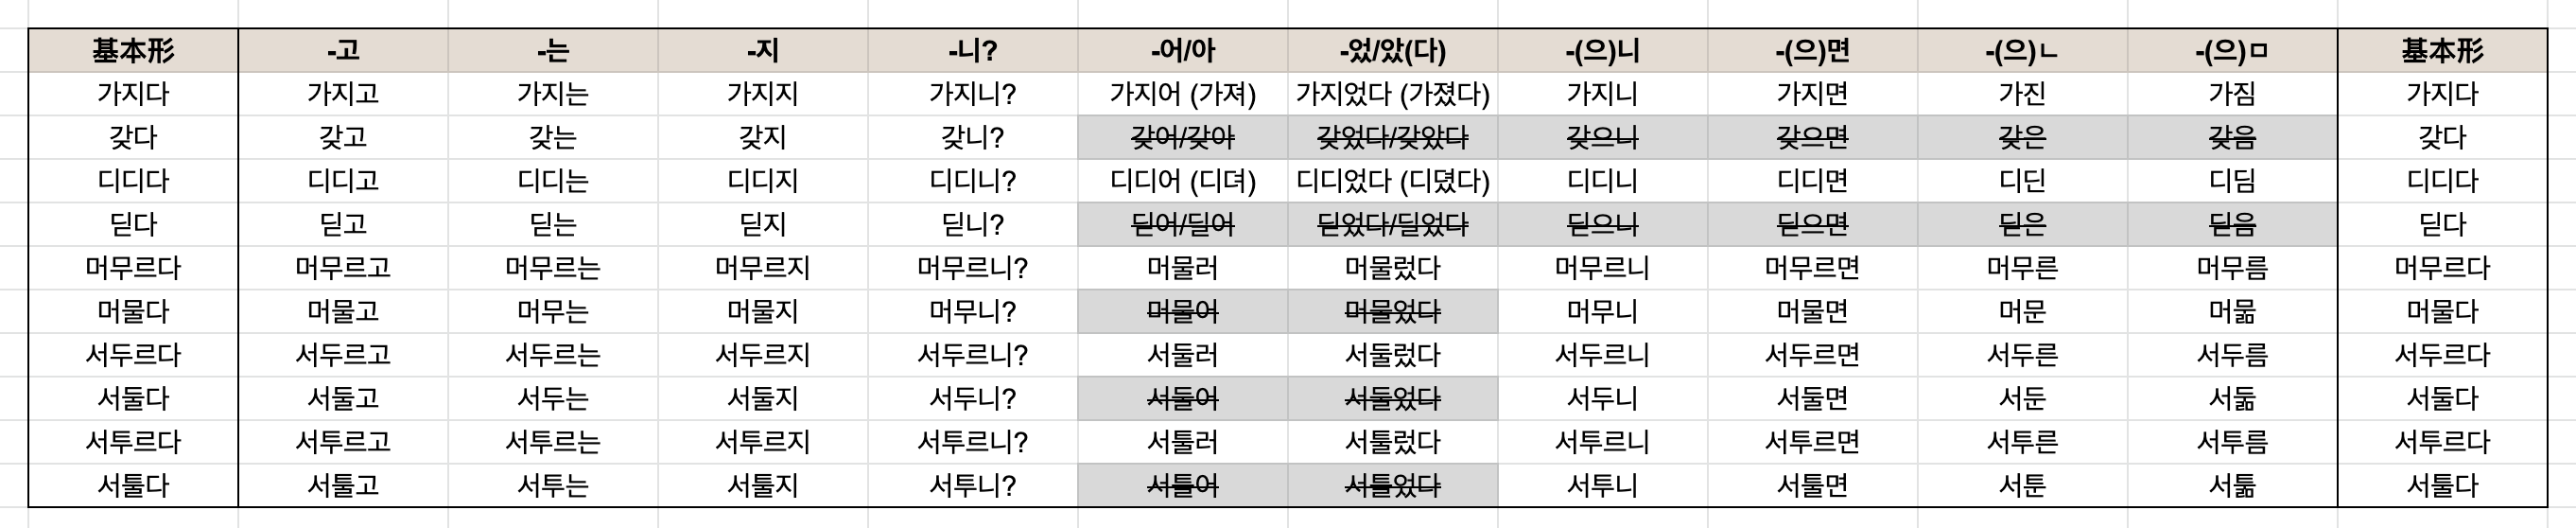 基本形 -고 -는 -지 -니? -어/아 -었/았(다) -(으)니 -(으)면 -(으)ㄴ -(으)ㅁ 基本形
가지다 가지고 가지는 가지지 가지니? 가지어 (가져) 가지었다 (가졌다) 가지니 가지면 가진 가짐 가지다
갖다 갖고 갖는 갖지 갖니? 갖어/갖아 갖었다/갖았다 갖으니 갖으면 갖은 갖음 갖다
디디다 디디고 디디는 디디지 디디니? 디디어 (디뎌) 디디었다 (디뎠다) 디디니 디디면 디딘 디딤 디디다
딛다 딛고 딛는 딛지 딛니? 딛어/딜어 딛었다/딜었다 딛으니 딛으면 딛은 딛음 딛다
머무르다 머무르고 머무르는 머무르지 머무르니? 머물러 머물렀다 머무르니 머무르면 머무른 머무름 머무르다
머물다 머물고 머무는 머물지 머무니? 머물어 머물었다 머무니 머물면 머문 머묾 머물다
서두르다 서두르고 서두르는 서두르지 서두르니? 서둘러 서둘렀다 서두르니 서두르면 서두른 서두름 서두르다
서둘다 서둘고 서두는 서둘지 서두니? 서둘어 서둘었다 서두니 서둘면 서둔 서둚 서둘다
서투르다 서투르고 서투르는 서투르지 서투르니? 서툴러 서툴렀다 서투르니 서투르면 서투른 서투름 서투르다
서툴다 서툴고 서투는 서툴지 서투니? 서틀어 서틀었다 서투니 서툴면 서툰 서툶 서툴다